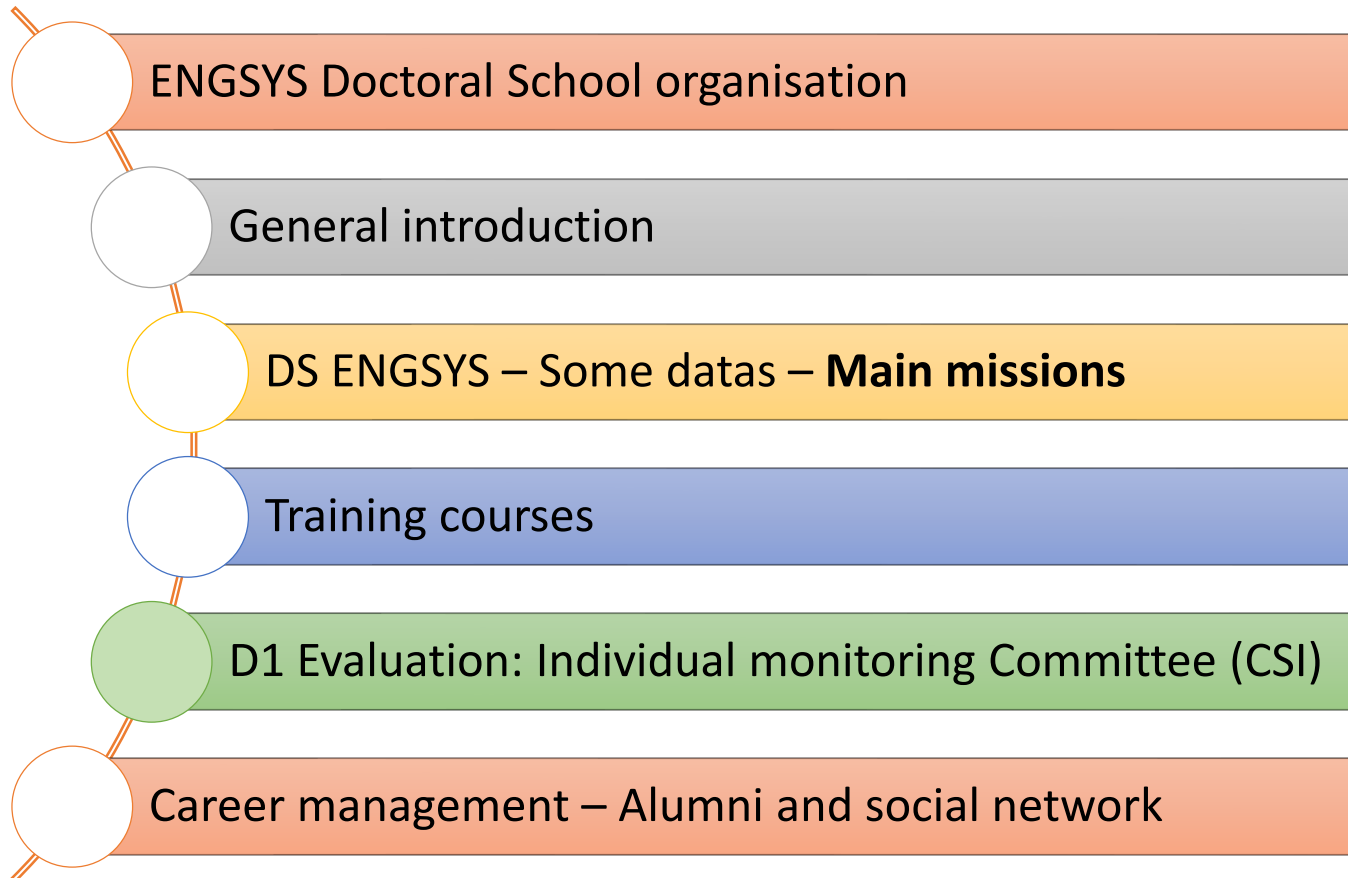 ENGSYS Doctoral School organisation
General introduction
DS ENGSYS – Some datas – Main missions
Training courses
D1 Evaluation: Individual monitoring Committee (CSI)
Career management – Alumni and social network